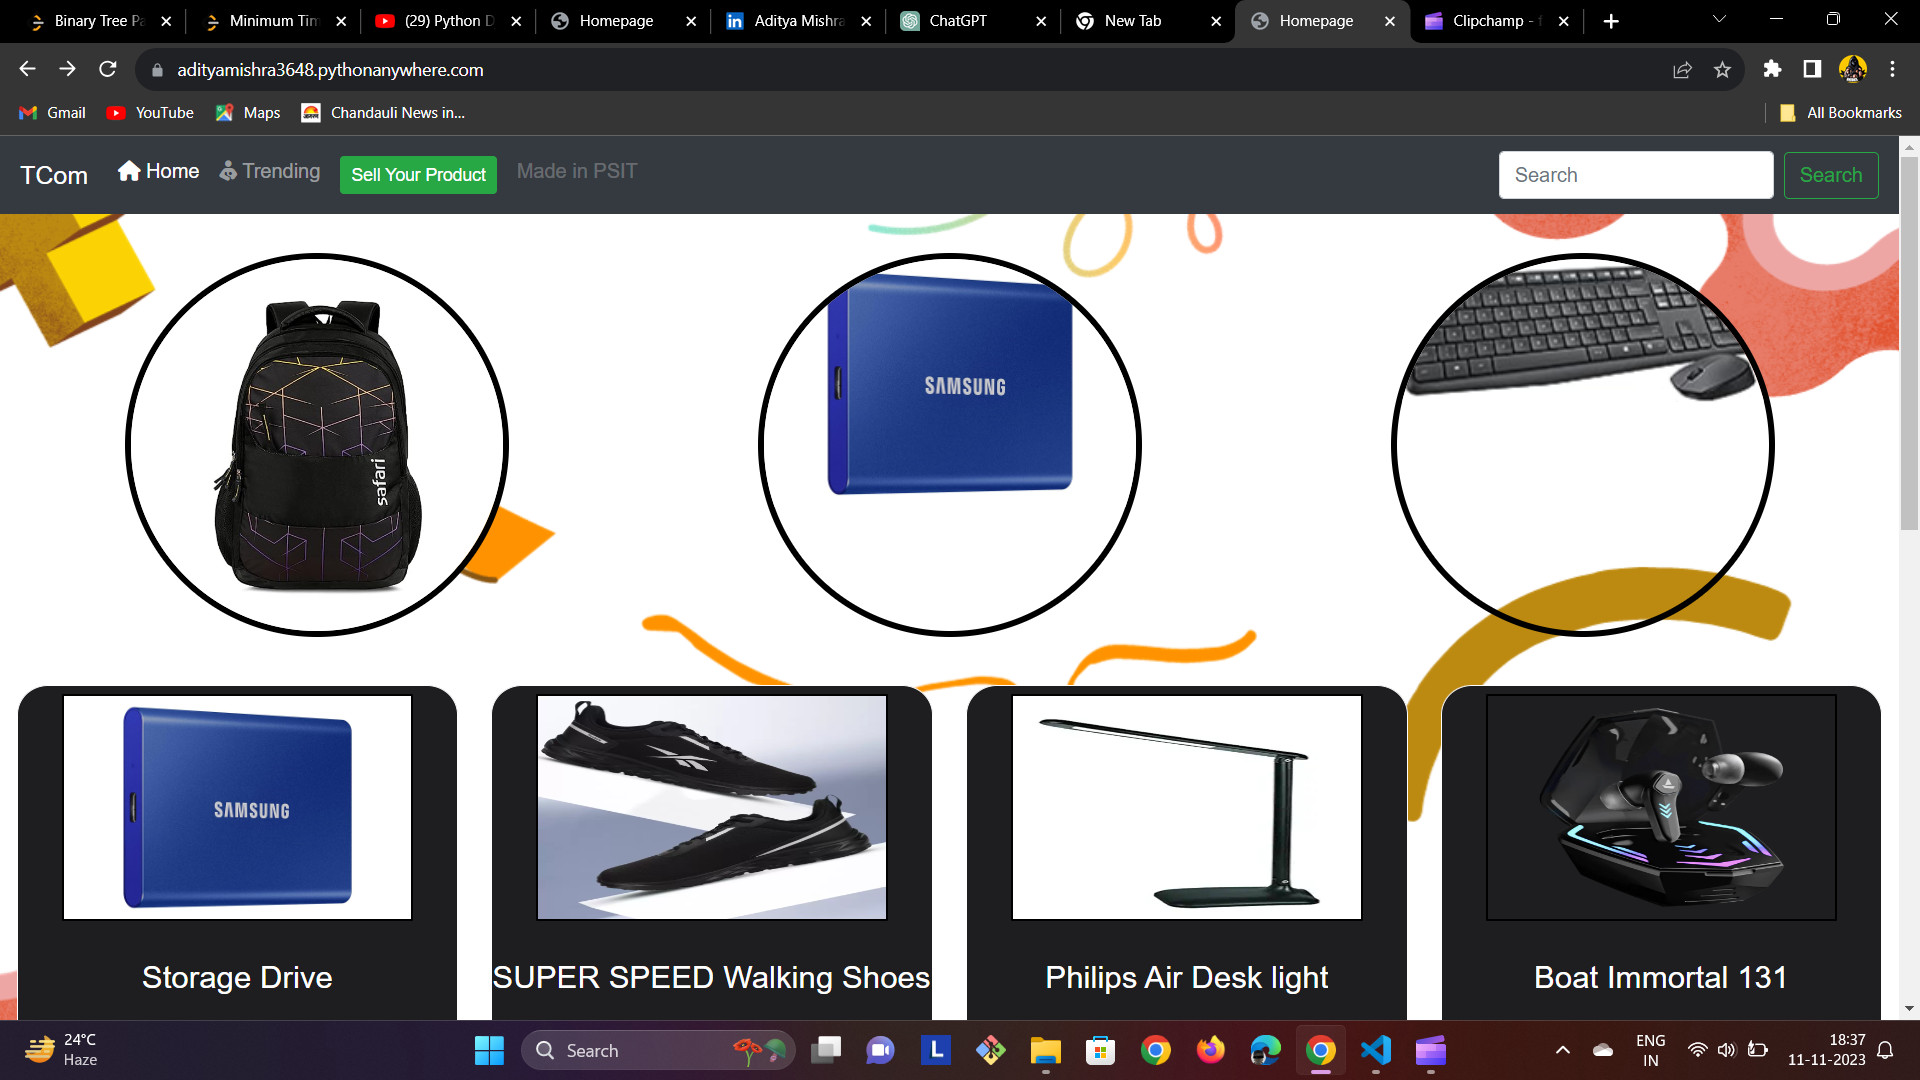 Binary Tree Pa
Minimum Tim
(29) Python D
Homepage
Aditya Mishra
ChatGPT
New Tab
Homepage
Clipchamp - f
adityamishra3648.pythonanywhere.com
Gmail
YouTube
Maps
Chandauli News in...
All Bookmarks
TCom
Home
Trending
Sell Your Product
Made in PSIT
Search
Search
safari
SAMSUNG
SAMSUNG
Storage Drive
SUPER SPEED Walking Shoes
Philips Air Desk light
Boat Immortal 131
24°C
Haze
Search
L
ENG
IN
18:37
11-11-2023